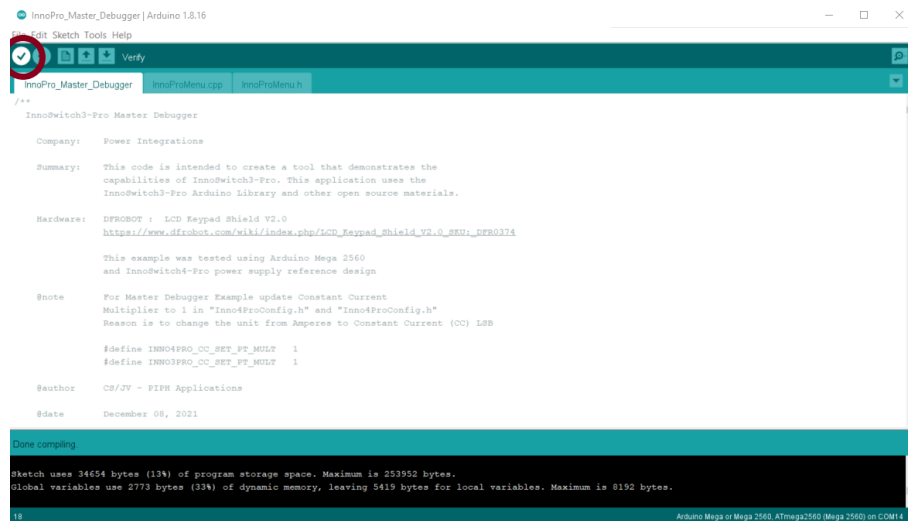 InnoPro_Master_Debugger | Arduino 1.8.16
File Edit Sketch Tools Help
Verify
InnoPro_Master_Debugger InnoProMenu.cpp InnoProMenu.h
/**
InnoSwitch3-Pro Master Debugger
Company: Power Integrations
Summary: This code is intended to create a tool that demonstrates the
capabilities of InnoSwitch3-Pro. This application uses the
InnoSwitch3-Pro Arduino Library and other open source materials.
Hardware: DFROBOT : LCD Keypad Shield V2.0
https://www.dfrobot.com/wiki/index.php/LCD_Keypad_Shield_V2.0_SKU:_DFR0374
This example was tested using Arduino Mega 2560
and InnoSwitch4-Pro power supply reference design
@note For Master Debugger Example update Constant Current
Multiplier to 1 in "Inno4ProConfig.h" and "Inno4ProConfig.h"
Reason is to change the unit from Amperes to Constant Current (CC) LSB
#define INNO4PRO_CC_SET_PT_MULT 1
#define INNO3PRO_CC_SET_PT_MULT 1
@author CS/JV - PIPH Applications
@date December 08, 2021
Done compiling.
Sketch uses 34654 bytes (13%) of program storage space. Maximum is 253952 bytes.
Global variables use 2773 bytes (33%) of dynamic memory, leaving 5419 bytes for local variables. Maximum is 8192 bytes.
18 Arduino Mega or Mega 2560, ATmega2560 (Mega 2560) on COM14